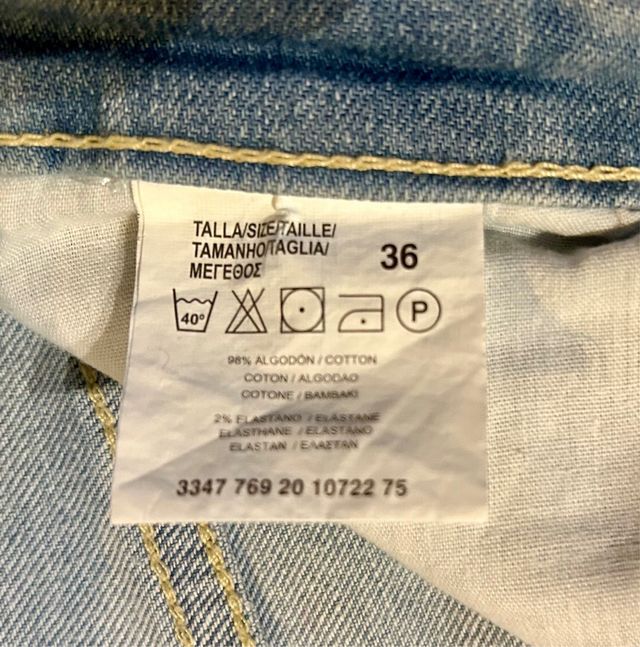 TALLA/SIZE/TAILLE/
TAMANHO/TAGLIA/
ΜΕΓΕΘΟΣ
36
40°
P
98% ALGODÓN / COTTON
COTON / ALGODAO
COTONE / BAMBAKI
2% ELASTANO / ELASTANE
ELASTHANE / ELASTANO
ELASTAN / ΕΛΑΣΤΑΝ
3347 769 20 10722 75